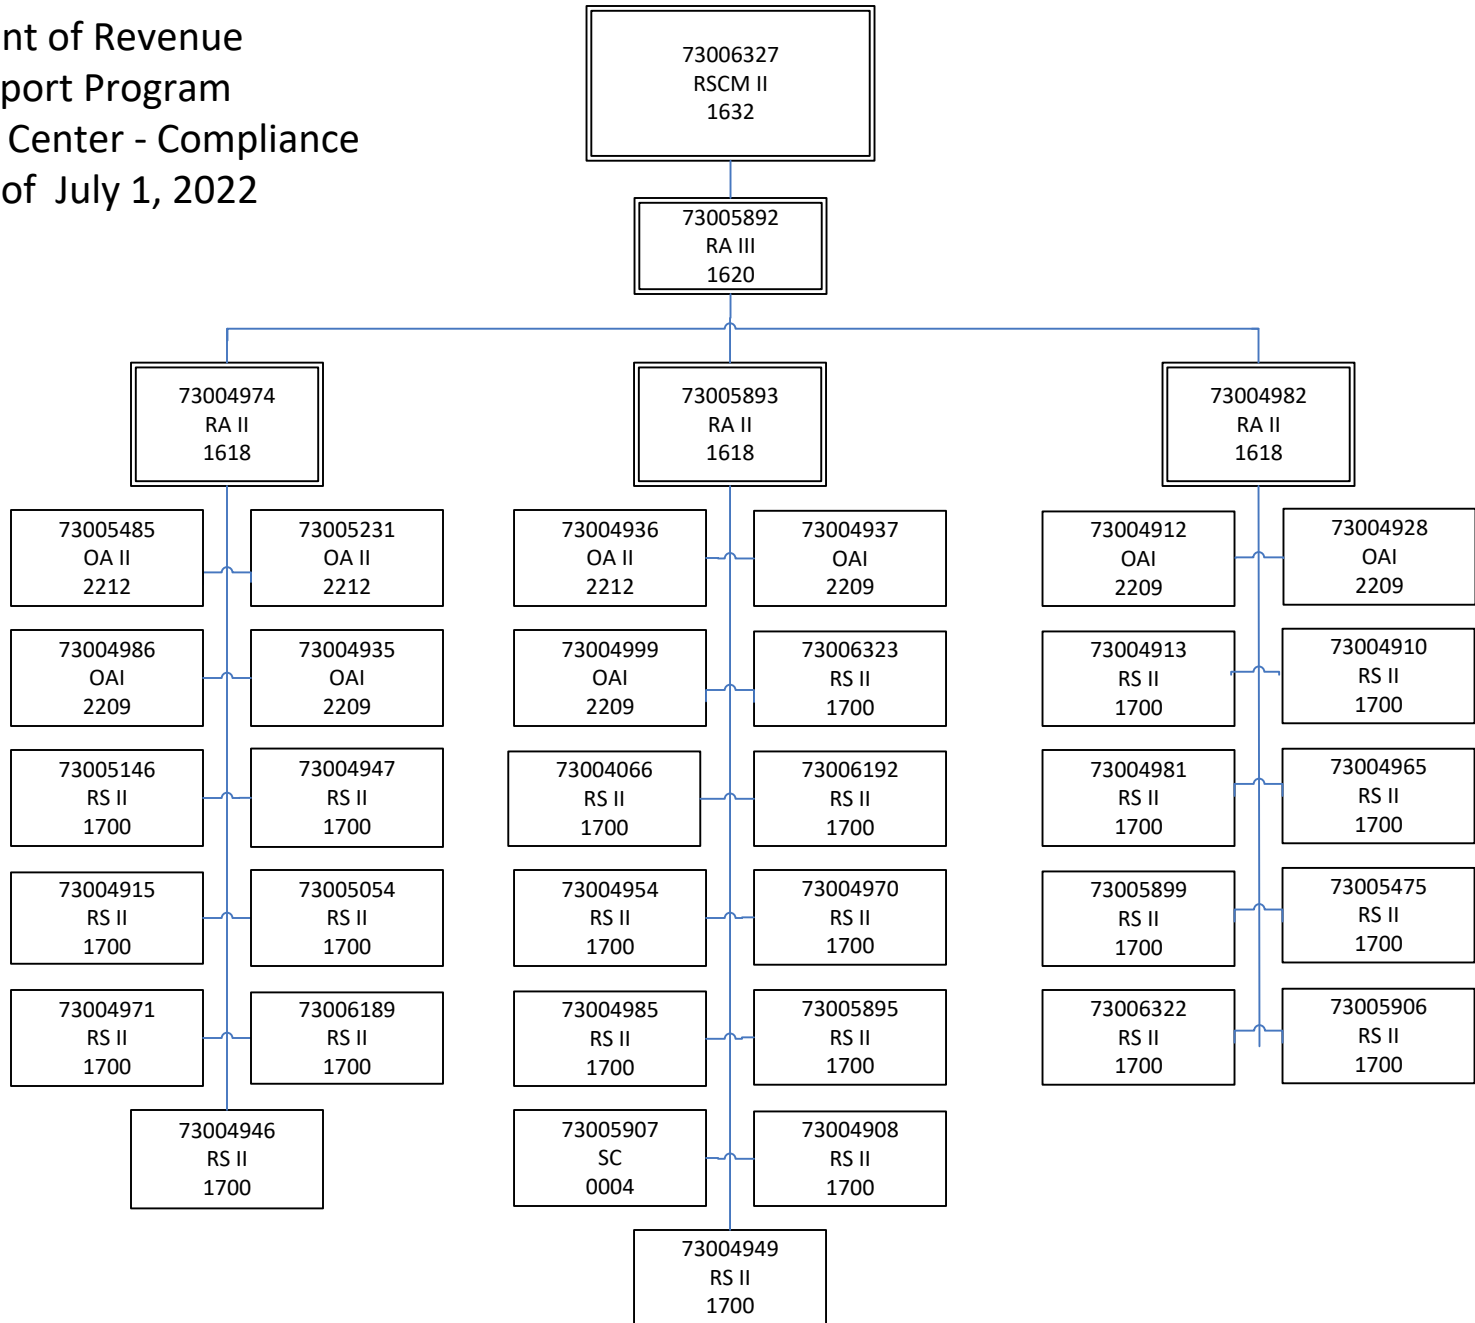 nt of Revenue
port Program
Center - Compliance
of July 1, 2022
73006327
RSCM II
1632
73005892
RA III
1620
73004974
RA II
1618
73005893
RA II
1618
73004982
RA II
1618
73005485
OA II
2212
73005231
OA II
2212
73004936
OA II
2212
73004937
OAI
2209
73004912
OAI
2209
73004928
OAI
2209
73004986
OAI
2209
73004935
OAI
2209
73004999
OAI
2209
73006323
RS II
1700
73004913
RS II
1700
73004910
RS II
1700
73005146
RS II
1700
73004947
RS II
1700
73004066
RS II
1700
73006192
RS II
1700
73004981
RS II
1700
73004965
RS II
1700
73004915
RS II
1700
73005054
RS II
1700
73004954
RS II
1700
73004970
RS II
1700
73005899
RS II
1700
73005475
RS II
1700
73004971
RS II
1700
73006189
RS II
1700
73004985
RS II
1700
73005895
RS II
1700
73006322
RS II
1700
73005906
RS II
1700
73004946
RS II
1700
73005907
SC
0004
73004908
RS II
1700
73004949
RS II
1700